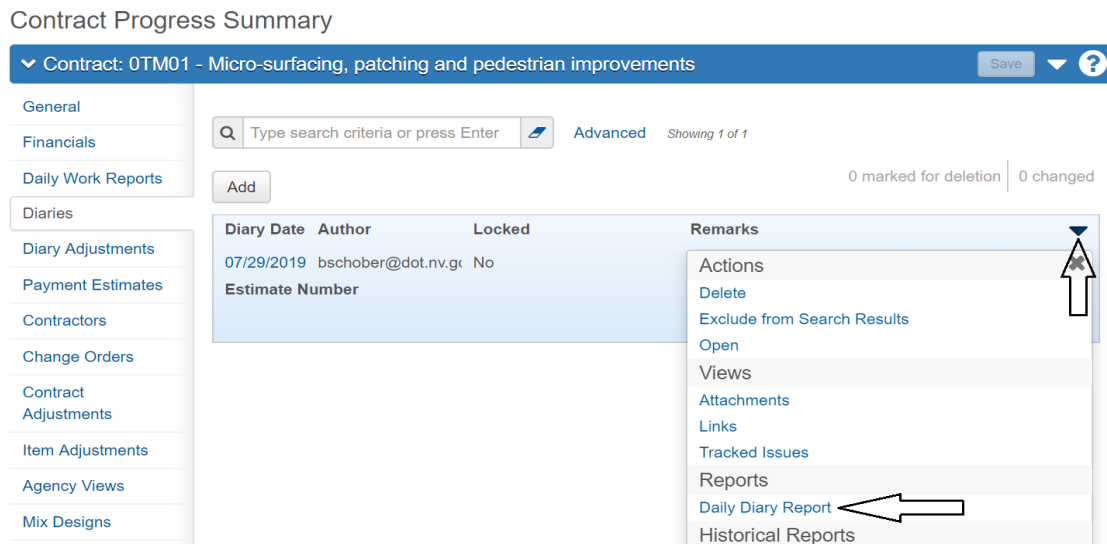 Contract Progress Summary
Contract: 0TM01 - Micro-surfacing, patching and pedestrian improvements
Save
?
General
Financials
Daily Work Reports
Diaries
Diary Adjustments
Payment Estimates
Contractors
Change Orders
Contract
Adjustments
Item Adjustments
Agency Views
Mix Designs
Type search criteria or press Enter
Advanced
Showing 1 of 1
Add
0 marked for deletion
0 changed
Diary Date Author Locked Remarks
07/29/2019 bschober@dot.nv.gc No
Estimate Number
Actions
Delete
Exclude from Search Results
Open
Views
Attachments
Links
Tracked Issues
Reports
Daily Diary Report
Historical Reports